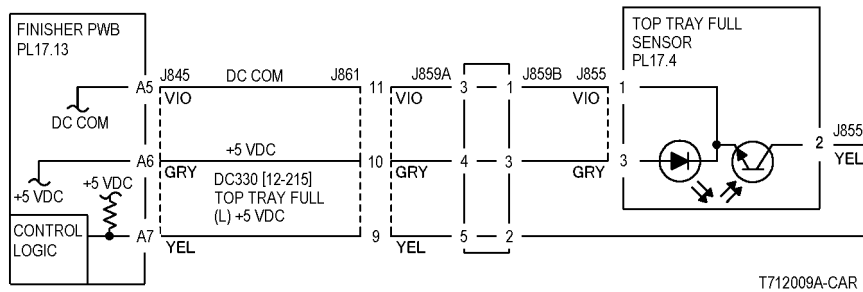 FINISHER PWB
PL17.13
TOP TRAY FULL
SENSOR
PL17.4
A5 J845 DC COM J861 11 J859A 3 1 J859B J855 1
VIO VIO VIO
DC COM
J855
2
YEL
A6 +5 VDC 10 4 3 3
GRY GRY GRY
+5 VDC +5 VDC
DC330 [12-215]
TOP TRAY FULL
(L) +5 VDC
CONTROL
LOGIC
A7 9 5 2
YEL YEL
T712009A-CAR